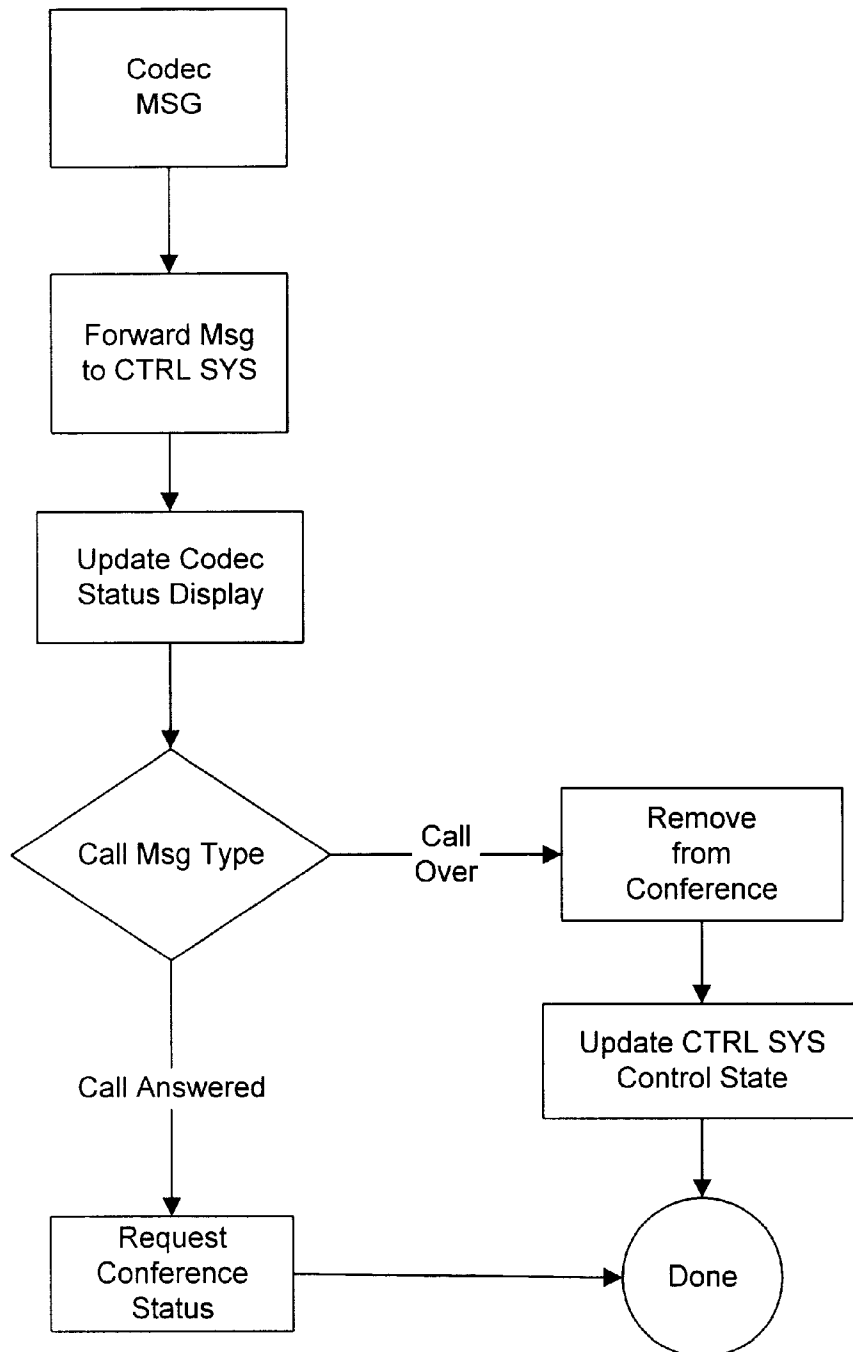 Codec
MSG
Forward Msg
to CTRL SYS
Update Codec
Status Display
Call Msg Type
Call
Over
Remove
from
Conference
Update CTRL SYS
Control State
Call Answered
Request
Conference
Status
Done